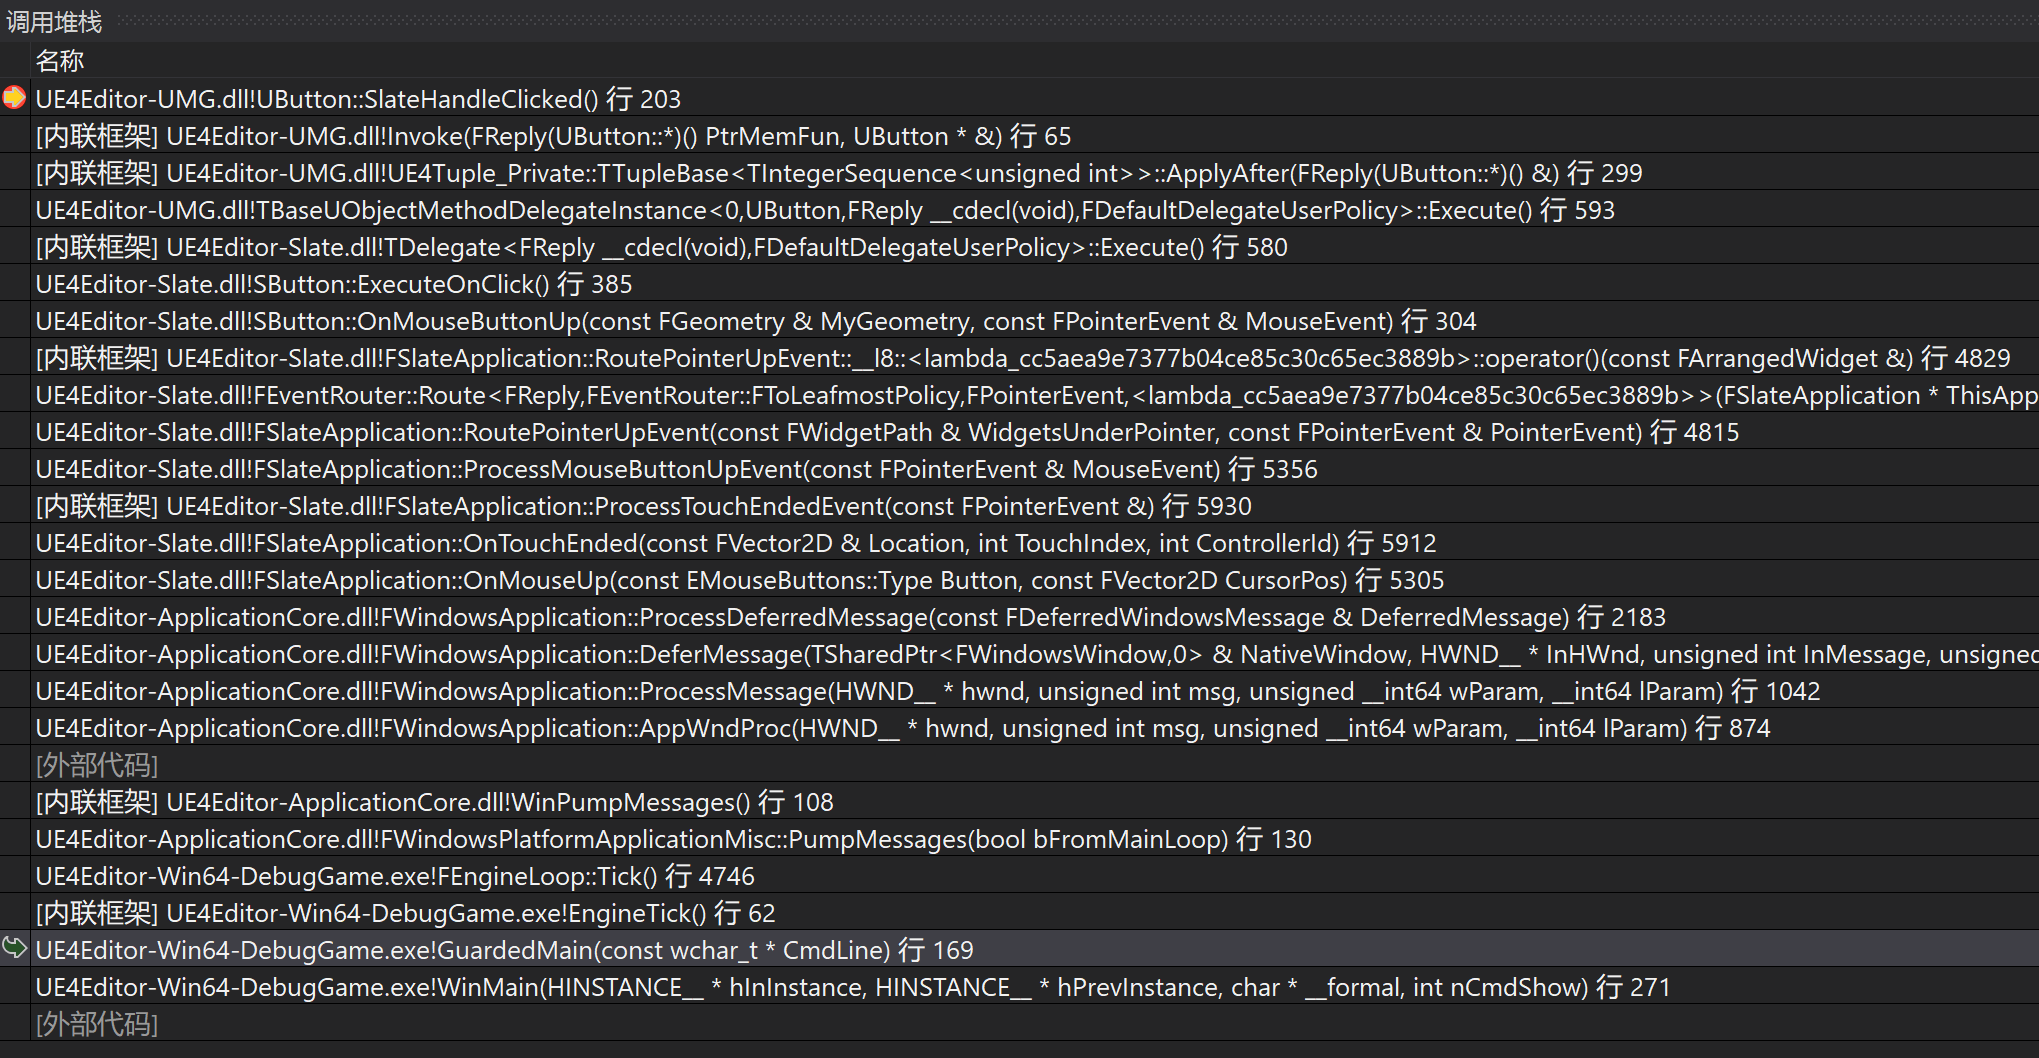 调用堆栈
名称
UE4Editor-UMG.dll!UButton::SlateHandleClicked() 行 203
[内联框架] UE4Editor-UMG.dll!Invoke(FReply(UButton::*)() PtrMemFun, UButton * &) 行 65
[内联框架] UE4Editor-UMG.dll!UE4Tuple_Private::TTupleBase<TIntegerSequence<unsigned int>>::ApplyAfter(FReply(UButton::*)() &) 行 299
UE4Editor-UMG.dll!TBaseUObjectMethodDelegateInstance<0,UButton,FReply __cdecl(void),FDefaultDelegateUserPolicy>::Execute() 行 593
[内联框架] UE4Editor-Slate.dll!TDelegate<FReply __cdecl(void),FDefaultDelegateUserPolicy>::Execute() 行 580
UE4Editor-Slate.dll!SButton::ExecuteOnClick() 行 385
UE4Editor-Slate.dll!SButton::OnMouseButtonUp(const FGeometry & MyGeometry, const FPointerEvent & MouseEvent) 行 304
[内联框架] UE4Editor-Slate.dll!FSlateApplication::RoutePointerUpEvent::__l8::<lambda_cc5aea9e7377b04ce85c30c65ec3889b>::operator()(const FArrangedWidget &) 行 4829
UE4Editor-Slate.dll!FEventRouter::Route<FReply,FEventRouter::FToLeafmostPolicy,FPointerEvent,<lambda_cc5aea9e7377b04ce85c30c65ec3889b>>(FSlateApplication * ThisApp
UE4Editor-Slate.dll!FSlateApplication::RoutePointerUpEvent(const FWidgetPath & WidgetsUnderPointer, const FPointerEvent & PointerEvent) 行 4815
UE4Editor-Slate.dll!FSlateApplication::ProcessMouseButtonUpEvent(const FPointerEvent & MouseEvent) 行 5356
[内联框架] UE4Editor-Slate.dll!FSlateApplication::ProcessTouchEndedEvent(const FPointerEvent &) 行 5930
UE4Editor-Slate.dll!FSlateApplication::OnTouchEnded(const FVector2D & Location, int TouchIndex, int ControllerId) 行 5912
UE4Editor-Slate.dll!FSlateApplication::OnMouseUp(const EMouseButtons::Type Button, const FVector2D CursorPos) 行 5305
UE4Editor-ApplicationCore.dll!FWindowsApplication::ProcessDeferredMessage(const FDeferredWindowsMessage & DeferredMessage) 行 2183
UE4Editor-ApplicationCore.dll!FWindowsApplication::DeferMessage(TSharedPtr<FWindowsWindow,0> & NativeWindow, HWND__ * InHWnd, unsigned int InMessage, unsigned
UE4Editor-ApplicationCore.dll!FWindowsApplication::ProcessMessage(HWND__ * hwnd, unsigned int msg, unsigned __int64 wParam, __int64 lParam) 行 1042
UE4Editor-ApplicationCore.dll!FWindowsApplication::AppWndProc(HWND__ * hwnd, unsigned int msg, unsigned __int64 wParam, __int64 lParam) 行 874
[外部代码]
[内联框架] UE4Editor-ApplicationCore.dll!WinPumpMessages() 行 108
UE4Editor-ApplicationCore.dll!FWindowsPlatformApplicationMisc::PumpMessages(bool bFromMainLoop) 行 130
UE4Editor-Win64-DebugGame.exe!FEngineLoop::Tick() 行 4746
[内联框架] UE4Editor-Win64-DebugGame.exe!EngineTick() 行 62
UE4Editor-Win64-DebugGame.exe!GuardedMain(const wchar_t * CmdLine) 行 169
UE4Editor-Win64-DebugGame.exe!WinMain(HINSTANCE__ * hInInstance, HINSTANCE__ * hPrevInstance, char * __formal, int nCmdShow) 行 271
[外部代码]